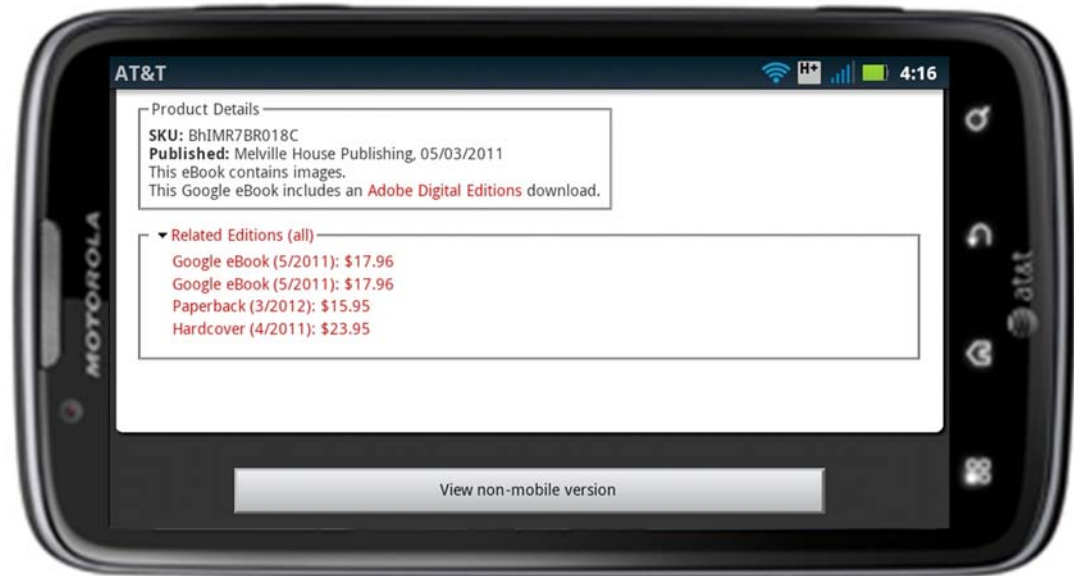 AT&T
H+
4:16
Product Details
SKU: BhIMR7BR018C
Published: Melville House Publishing, 05/03/2011
This eBook contains images.
This Google eBook includes an Adobe Digital Editions download.
Related Editions (all)
Google eBook (5/2011): $17.96
Google eBook (5/2011): $17.96
Paperback (3/2012): $15.95
Hardcover (4/2011): $23.95
View non-mobile version
MOTOROLA
at&t